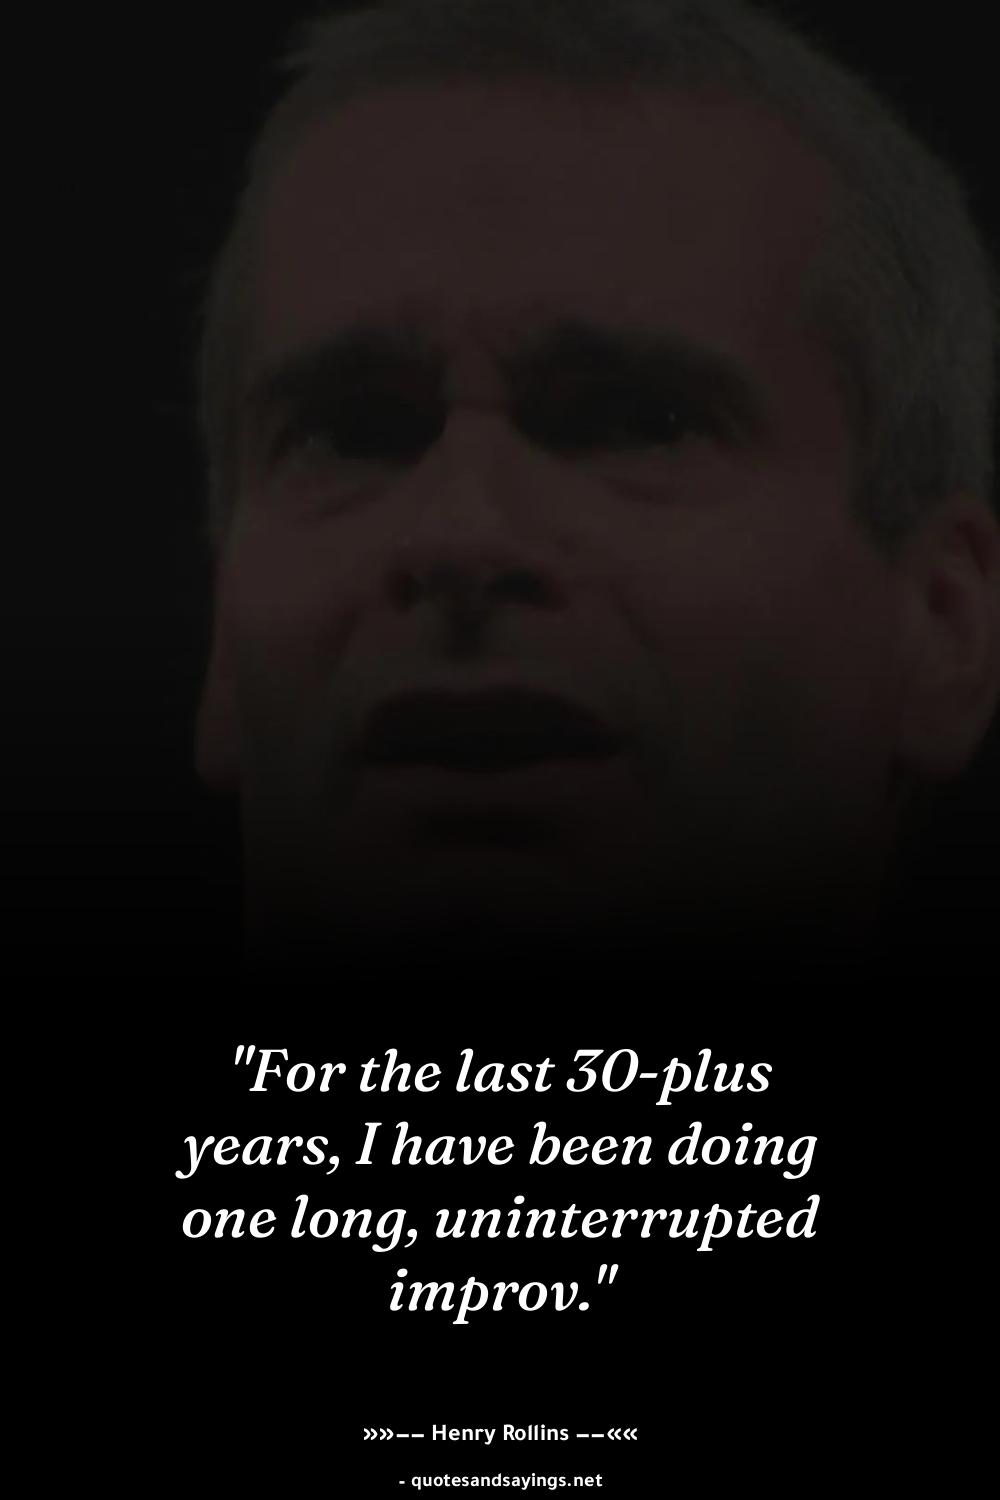 "For the last 30-plus
years, I have been doing
one long, uninterrupted
improv."
»»−− Henry Rollins −−««
- quotesandsayings.net